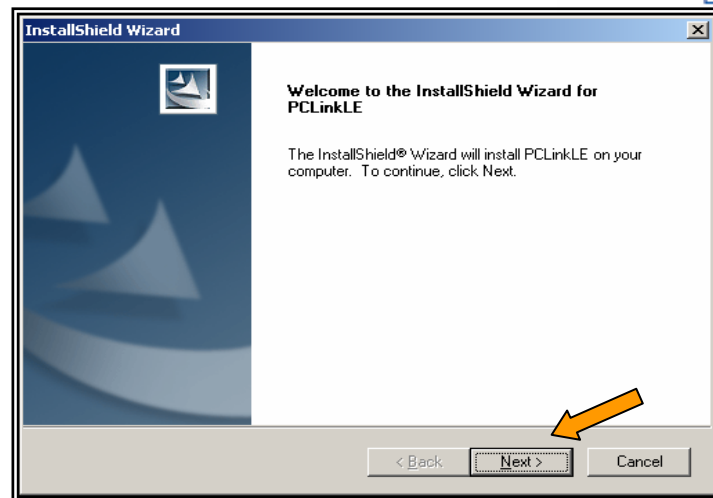 InstallShield Wizard
Welcome to the InstallShield Wizard for
PCLinkLE
The InstallShield® Wizard will install PCLinkLE on your
computer. To continue, click Next.
< Back
Next >
Cancel